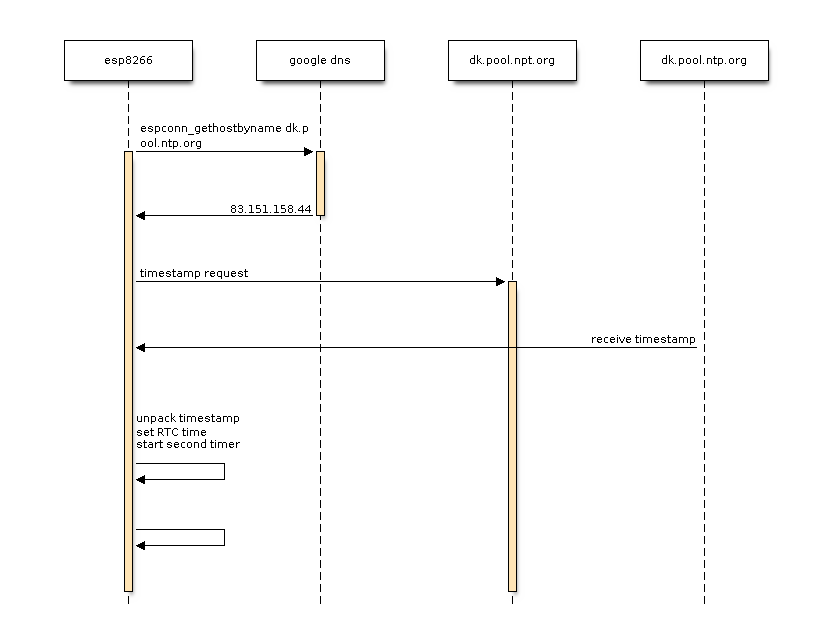 esp8266
google dns
dk.pool.npt.org
dk.pool.ntp.org
espconn_gethostbyname dk.p
ool.ntp.org
83.151.158.44
timestamp request
receive timestamp
unpack timestamp
set RTC time
start second timer